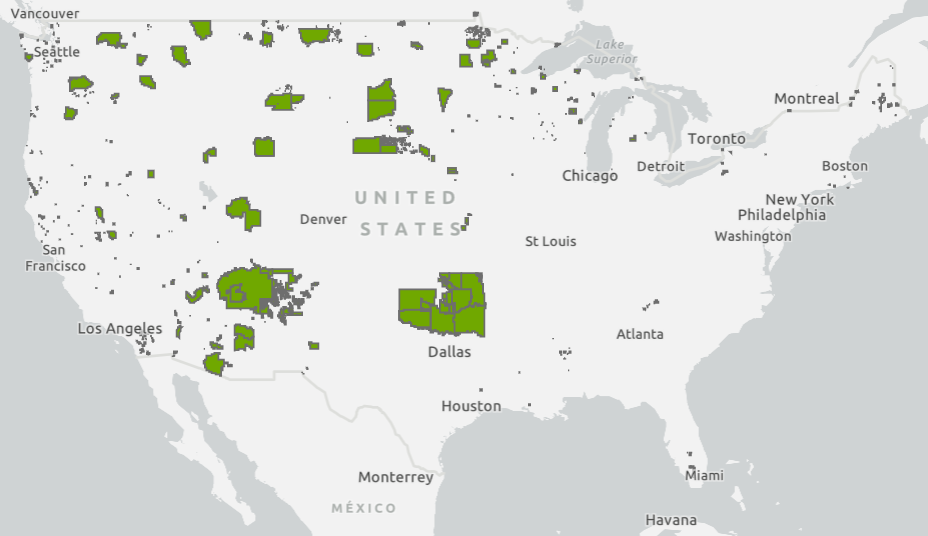 Vancouver
Seattle
Lake
Superior
Montreal
Toronto
Detroit
Boston
Chicago
UNITED
STATES
New York
Philadelphia
Denver
Washington
St Louis
San
Francisco
Los Angeles
Atlanta
Dallas
Houston
Monterrey
Miami
MÉXICO
Havana